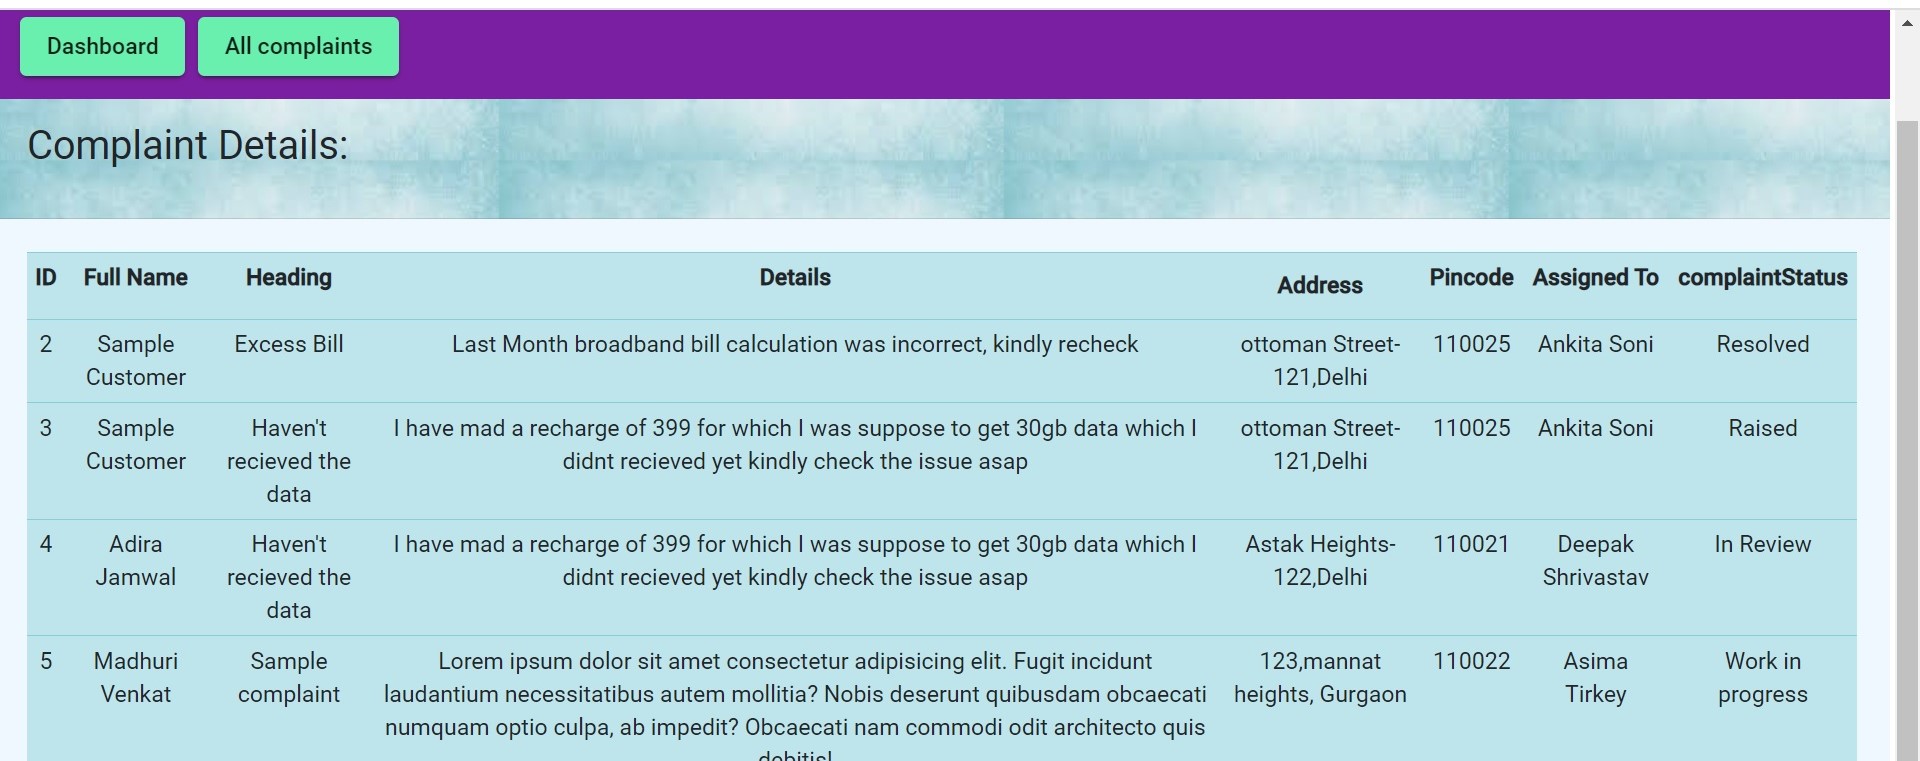 Dashboard All complaints
Complaint Details:
ID Full Name Heading Details Address Pincode Assigned To complaintStatus
2 Sample Excess Bill Last Month broadband bill calculation was incorrect, kindly recheck ottoman Street- 110025 Ankita Soni Resolved
Customer 121,Delhi
3 Sample Haven't I have mad a recharge of 399 for which I was suppose to get 30gb data which I ottoman Street- 110025 Ankita Soni Raised
Customer recieved the didnt recieved yet kindly check the issue asap 121,Delhi
data
4 Adira Haven't I have mad a recharge of 399 for which I was suppose to get 30gb data which I Astak Heights- 110021 Deepak In Review
Jamwal recieved the didnt recieved yet kindly check the issue asap 122,Delhi Shrivastav
data
5 Madhuri Sample Lorem ipsum dolor sit amet consectetur adipisicing elit. Fugit incidunt 123,mannat 110022 Asima Work in
Venkat complaint laudantium necessitatibus autem mollitia? Nobis deserunt quibusdam obcaecati heights, Gurgaon Tirkey progress
numquam optio culpa, ab impedit? Obcaecati nam commodi odit architecto quis
debitis!